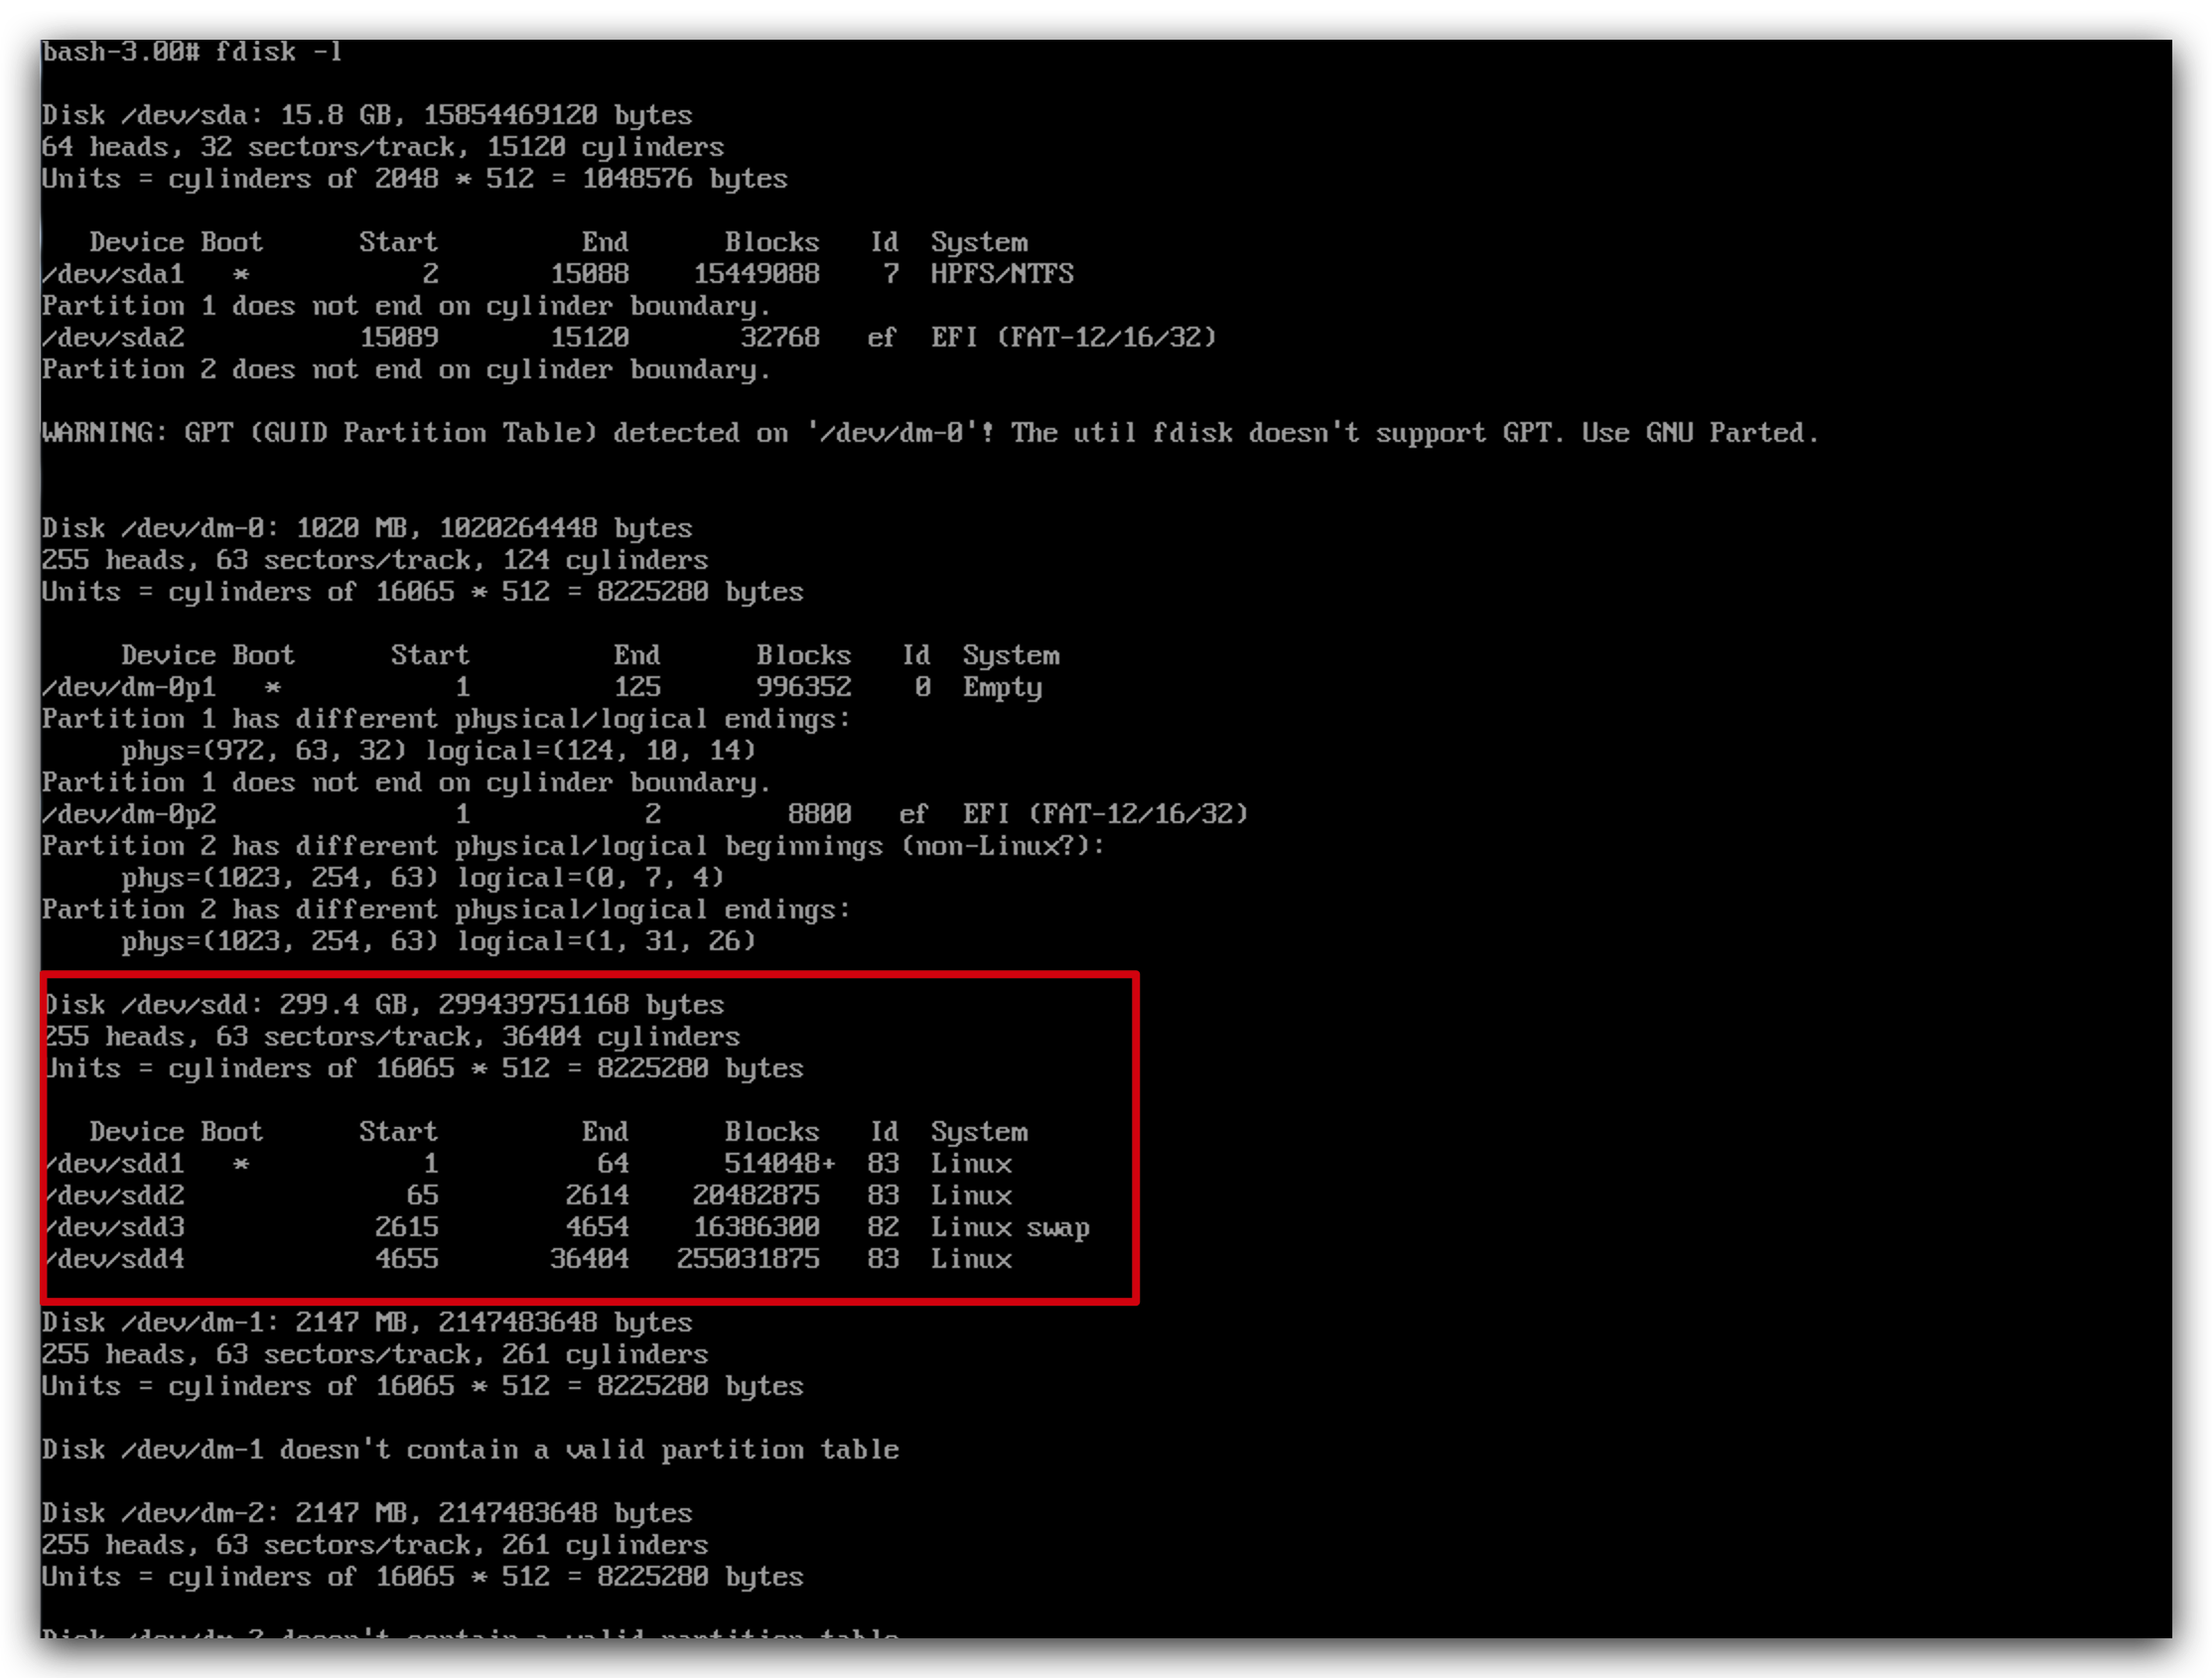 bash-3.00# fdisk -l
Disk /dev/sda: 15.8 GB, 15854469120 bytes
64 heads, 32 sectors/track, 15120 cylinders
Units = cylinders of 2048 * 512 = 1048576 bytes
Device Boot Start End Blocks Id System
/dev/sda1 * 2 15088 15449088 7 HPFS/NTFS
Partition 1 does not end on cylinder boundary.
/dev/sda2 15089 15120 32768 ef EFI (FAT-12/16/32)
Partition 2 does not end on cylinder boundary.
WARNING: GPT (GUID Partition Table) detected on '/dev/dm-0'! The util fdisk doesn't support GPT. Use GNU Parted.
Disk /dev/dm-0: 1020 MB, 1020264448 bytes
255 heads, 63 sectors/track, 124 cylinders
Units = cylinders of 16065 * 512 = 8225280 bytes
Device Boot Start End Blocks Id System
/dev/dm-0p1 * 1 125 996352 0 Empty
Partition 1 has different physical/logical endings:
phys=(972, 63, 32) logical=(124, 10, 14)
Partition 1 does not end on cylinder boundary.
/dev/dm-0p2 1 2 8800 ef EFI (FAT-12/16/32)
Partition 2 has different physical/logical beginnings (non-Linux?):
phys=(1023, 254, 63) logical=(0, 7, 4)
Partition 2 has different physical/logical endings:
phys=(1023, 254, 63) logical=(1, 31, 26)
Disk /dev/sdd: 299.4 GB, 299439751168 bytes
255 heads, 63 sectors/track, 36404 cylinders
Units = cylinders of 16065 * 512 = 8225280 bytes
Device Boot Start End Blocks Id System
/dev/sdd1 * 1 64 514048+ 83 Linux
/dev/sdd2 65 2614 20482875 83 Linux
/dev/sdd3 2615 4654 16386300 82 Linux swap
/dev/sdd4 4655 36404 255031875 83 Linux
Disk /dev/dm-1: 2147 MB, 2147483648 bytes
255 heads, 63 sectors/track, 261 cylinders
Units = cylinders of 16065 * 512 = 8225280 bytes
Disk /dev/dm-1 doesn't contain a valid partition table
Disk /dev/dm-2: 2147 MB, 2147483648 bytes
255 heads, 63 sectors/track, 261 cylinders
Units = cylinders of 16065 * 512 = 8225280 bytes
Disk /dev/dm-2 doesn't contain a valid partition table